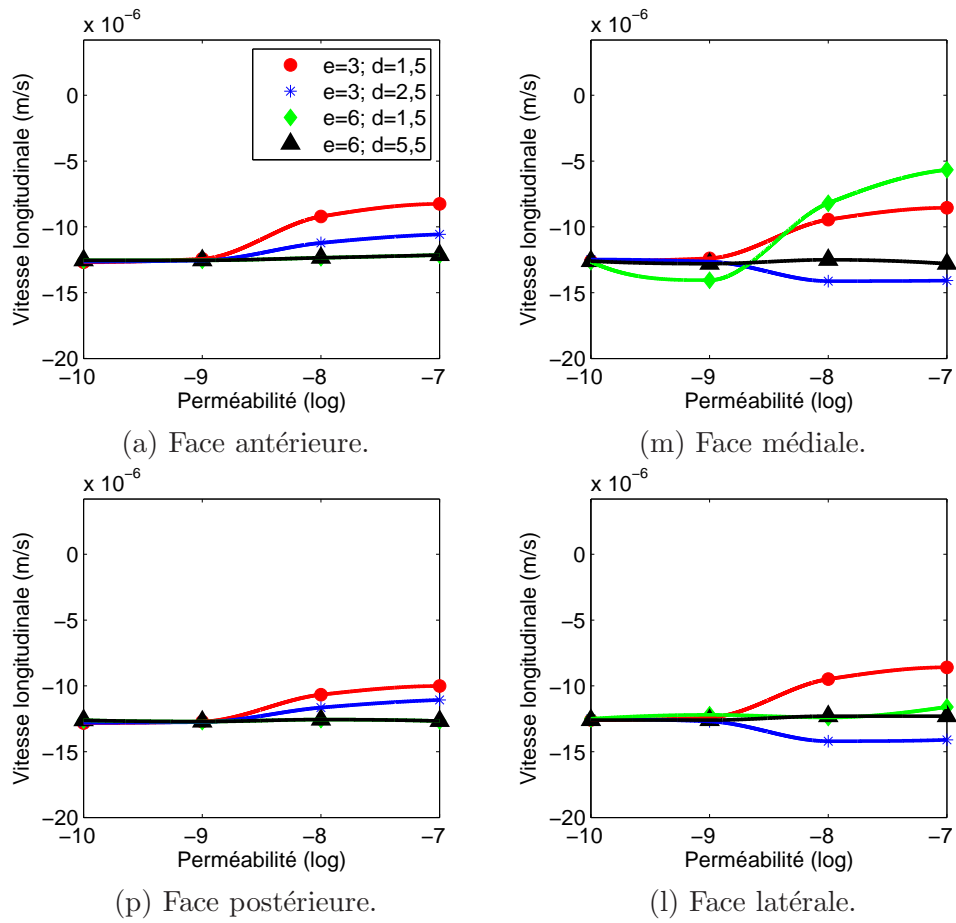 x 10⁻⁶
Vitesse longitudinale (m/s)
0
−5
−10
−15
−20
e=3; d=1,5
e=3; d=2,5
e=6; d=1,5
e=6; d=5,5
−10 −9 −8 −7
Perméabilité (log)
(a) Face antérieure.
x 10⁻⁶
Vitesse longitudinale (m/s)
0
−5
−10
−15
−20
−10 −9 −8 −7
Perméabilité (log)
(m) Face médiale.
x 10⁻⁶
Vitesse longitudinale (m/s)
0
−5
−10
−15
−20
−10 −9 −8 −7
Perméabilité (log)
(p) Face postérieure.
x 10⁻⁶
Vitesse longitudinale (m/s)
0
−5
−10
−15
−20
−10 −9 −8 −7
Perméabilité (log)
(l) Face latérale.